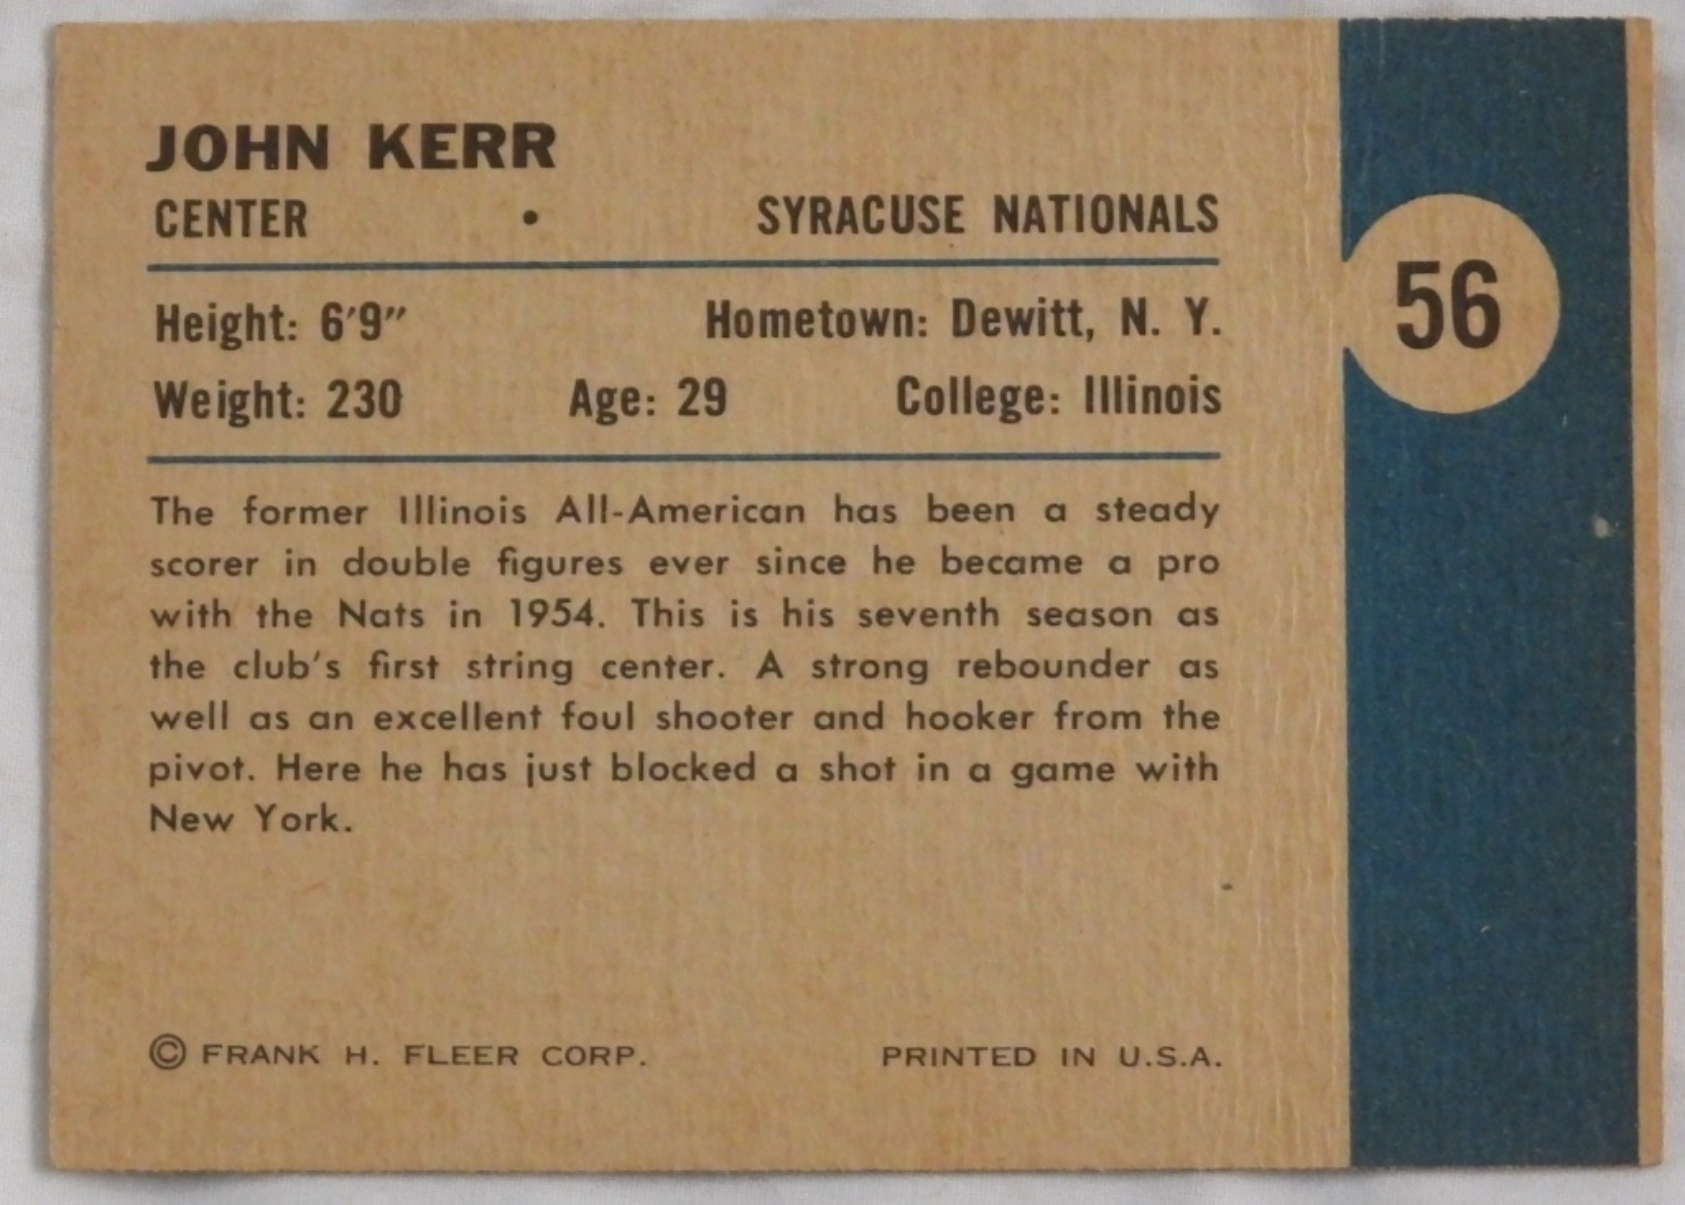 JOHN KERR
CENTER • SYRACUSE NATIONALS
56
Height: 6'9" Hometown: Dewitt, N. Y.
Weight: 230 Age: 29 College: Illinois
The former Illinois All-American has been a steady
scorer in double figures ever since he became a pro
with the Nats in 1954. This is his seventh season as
the club's first string center. A strong rebounder as
well as an excellent foul shooter and hooker from the
pivot. Here he has just blocked a shot in a game with
New York.
© FRANK H. FLEER CORP. PRINTED IN U.S.A.